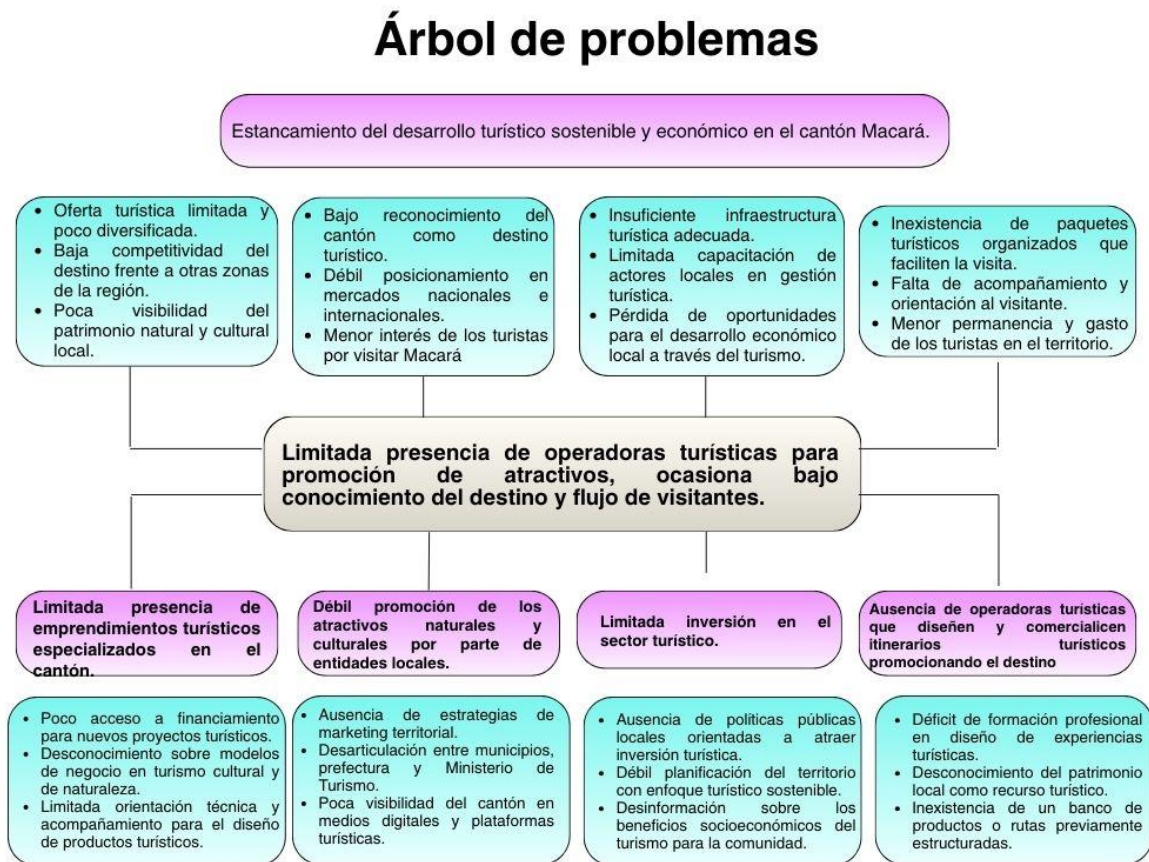 Árbol de problemas
Estancamiento del desarrollo turístico sostenible y económico en el cantón Macará.
• Oferta turística limitada y
poco diversificada.
• Baja competitividad del
destino frente a otras zonas
de la región.
• Poca visibilidad del
patrimonio natural y cultural
local.
• Bajo reconocimiento del
cantón como destino
turístico.
• Débil posicionamiento en
mercados nacionales e
internacionales.
• Menor interés de los turistas
por visitar Macará
• Insuficiente infraestructura
turística adecuada.
• Limitada capacitación de
actores locales en gestión
turística.
• Pérdida de oportunidades
para el desarrollo económico
local a través del turismo.
• Inexistencia de paquetes
turísticos organizados que
faciliten la visita.
• Falta de acompañamiento y
orientación al visitante.
• Menor permanencia y gasto
de los turistas en el territorio.
Limitada presencia de operadoras turísticas para
promoción de atractivos, ocasiona bajo
conocimiento del destino y flujo de visitantes.
Limitada presencia de
emprendimientos turísticos
especializados en el
cantón.
Débil promoción de los
atractivos naturales y
culturales por parte de
entidades locales.
Limitada inversión en el
sector turístico.
Ausencia de operadoras turísticas
que diseñen y comercialicen
itinerarios turísticos
promocionando el destino
• Poco acceso a financiamiento
para nuevos proyectos turísticos.
• Desconocimiento sobre modelos
de negocio en turismo cultural y
de naturaleza.
• Limitada orientación técnica y
acompañamiento para el diseño
de productos turísticos.
• Ausencia de estrategias de
marketing territorial.
• Desarticulación entre municipios,
prefectura y Ministerio de
Turismo.
• Poca visibilidad del cantón en
medios digitales y plataformas
turísticas.
• Ausencia de políticas públicas
locales orientadas a atraer
inversión turística.
• Débil planificación del territorio
con enfoque turístico sostenible.
• Desinformación sobre los
beneficios socioeconómicos del
turismo para la comunidad.
• Déficit de formación profesional
en diseño de experiencias
turísticas.
• Desconocimiento del patrimonio
local como recurso turístico.
• Inexistencia de un banco de
productos o rutas previamente
estructuradas.